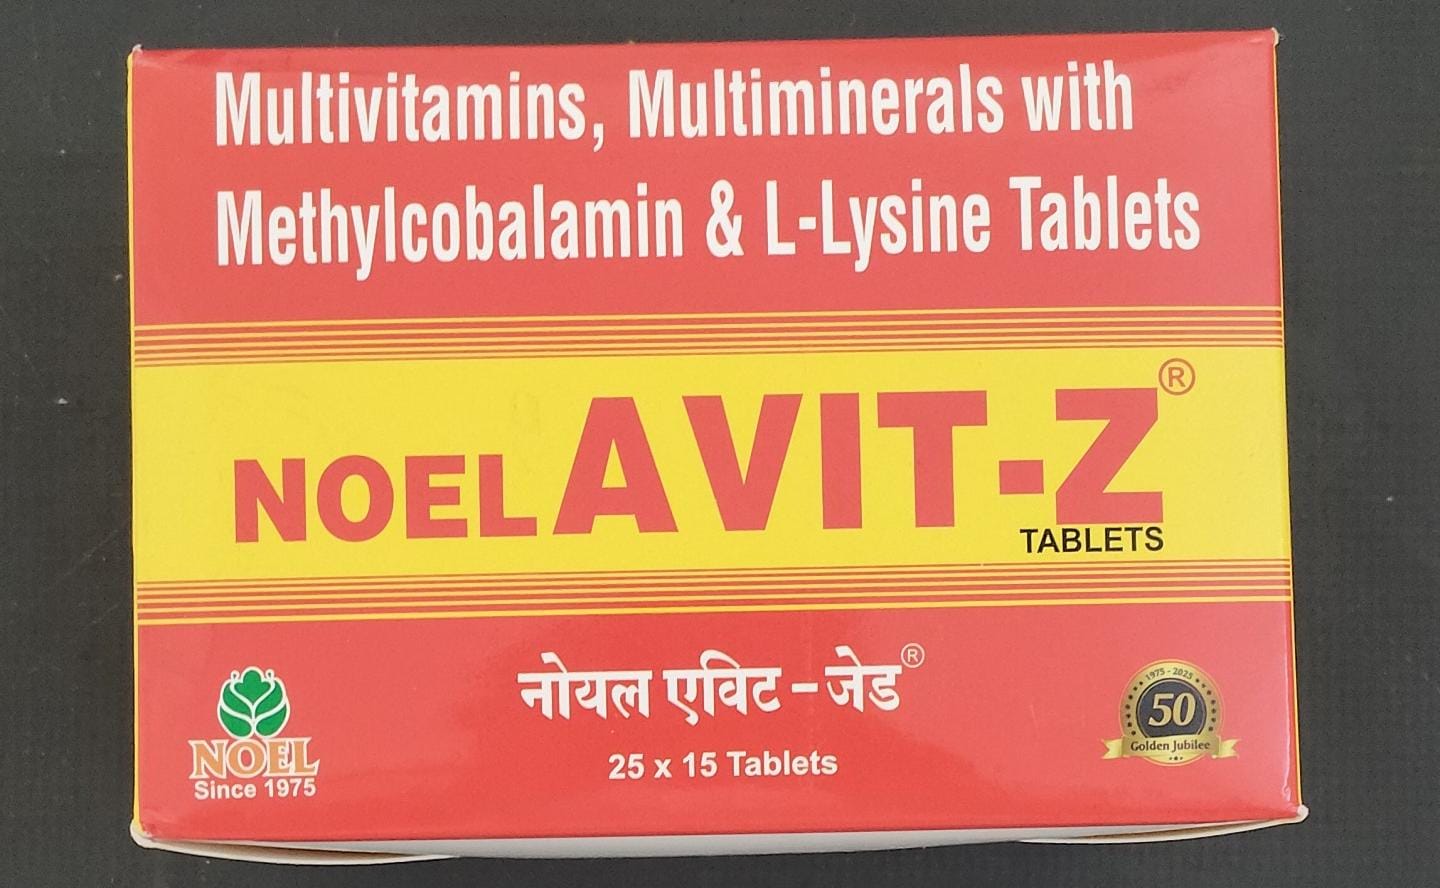 Multivitamins, Multiminerals with
Methylcobalamin & L-Lysine Tablets
NOEL AVIT-Z®
TABLETS
नोयल एविट - जेड®
25 x 15 Tablets
NOEL
Since 1975
1975 - 2025
50
Golden Jubilee